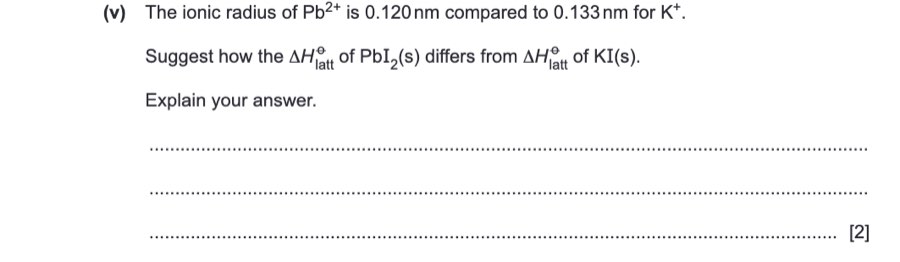 (v) The ionic radius of Pb²⁺ is 0.120 nm compared to 0.133 nm for K⁺.
Suggest how the ΔH⦵latt of PbI₂(s) differs from ΔH⦵latt of KI(s).
Explain your answer.
..........
..........
.......... [2]